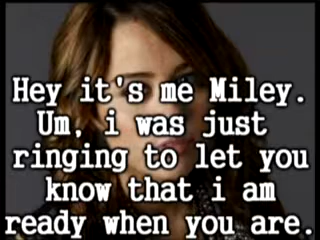 Hey it's me Miley.
Um, i was just
ringing to let you
know that i am
ready when you are.